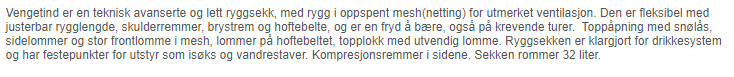 Vengetind er en teknisk avanserte og lett ryggsekk, med rygg i oppspent mesh(netting) for utmerket ventilasjon. Den er fleksibel med
justerbar rygglengde, skulderremmer, brystrem og hoftebelte, og er en fryd å bære, også på krevende turer.  Toppåpning med snølås,
sidelommer og stor frontlomme i mesh, lommer på hoftebeltet, topplokk med utvendig lomme. Ryggsekken er klargjort for drikkesystem
og har festepunkter for utstyr som isøks og vandrestaver. Kompresjonsremmer i sidene. Sekken rommer 32 liter.